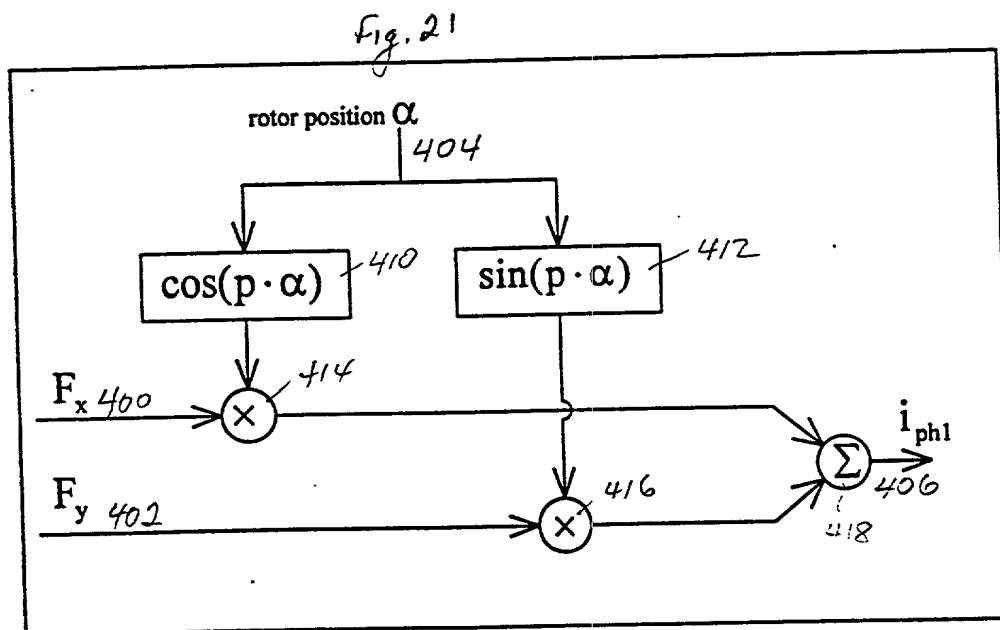 Fig. 21
rotor position α
404
cos(p · α)
410
sin(p · α)
412
F_x 400
×
414
F_y 402
×
416
Σ
418
i_ph1
406